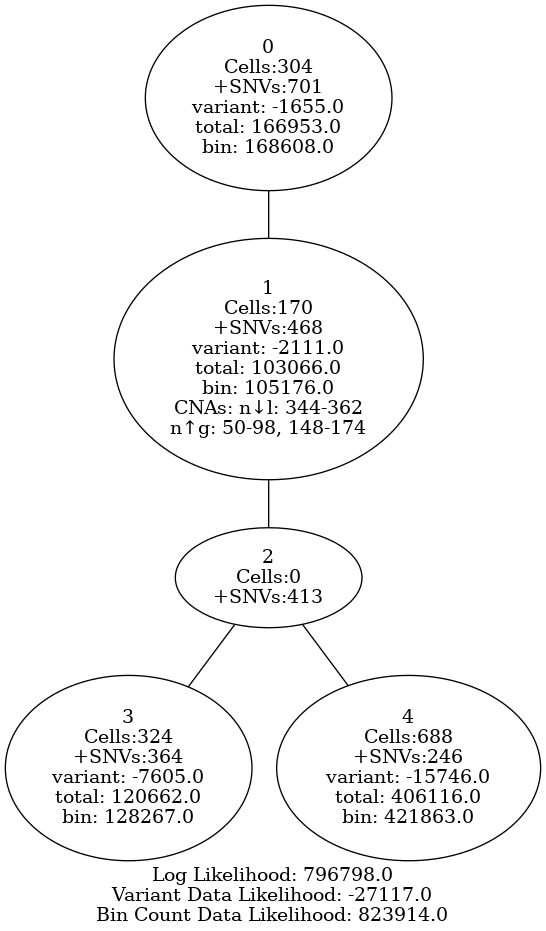 0
Cells:304
+SNVs:701
variant: -1655.0
total: 166953.0
bin: 168608.0
1
Cells:170
+SNVs:468
variant: -2111.0
total: 103066.0
bin: 105176.0
CNAs: n↓l: 344-362
n↑g: 50-98, 148-174
2
Cells:0
+SNVs:413
3
Cells:324
+SNVs:364
variant: -7605.0
total: 120662.0
bin: 128267.0
4
Cells:688
+SNVs:246
variant: -15746.0
total: 406116.0
bin: 421863.0
Log Likelihood: 796798.0
Variant Data Likelihood: -27117.0
Bin Count Data Likelihood: 823914.0